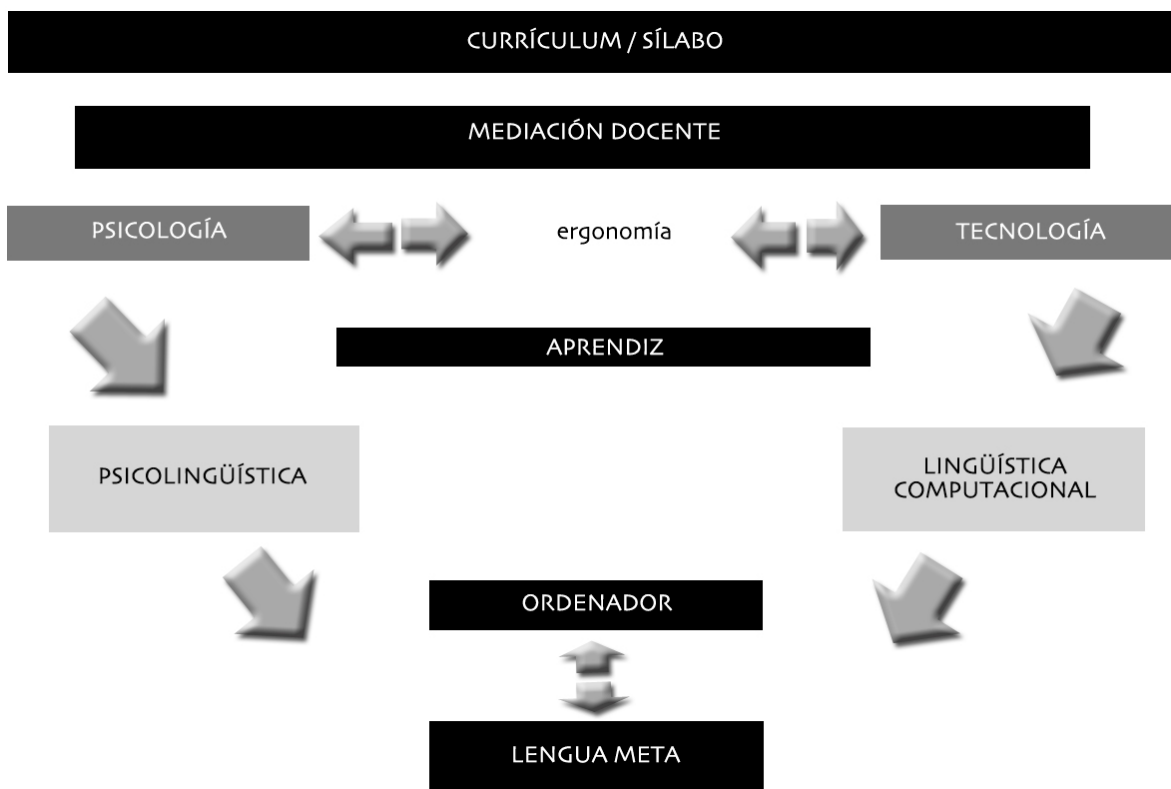 CURRÍCULUM / SÍLABO
MEDIACIÓN DOCENTE
PSICOLOGÍA
ergonomía
TECNOLOGÍA
APRENDIZ
PSICOLINGÜÍSTICA
LINGÜÍSTICA
COMPUTACIONAL
ORDENADOR
LENGUA META